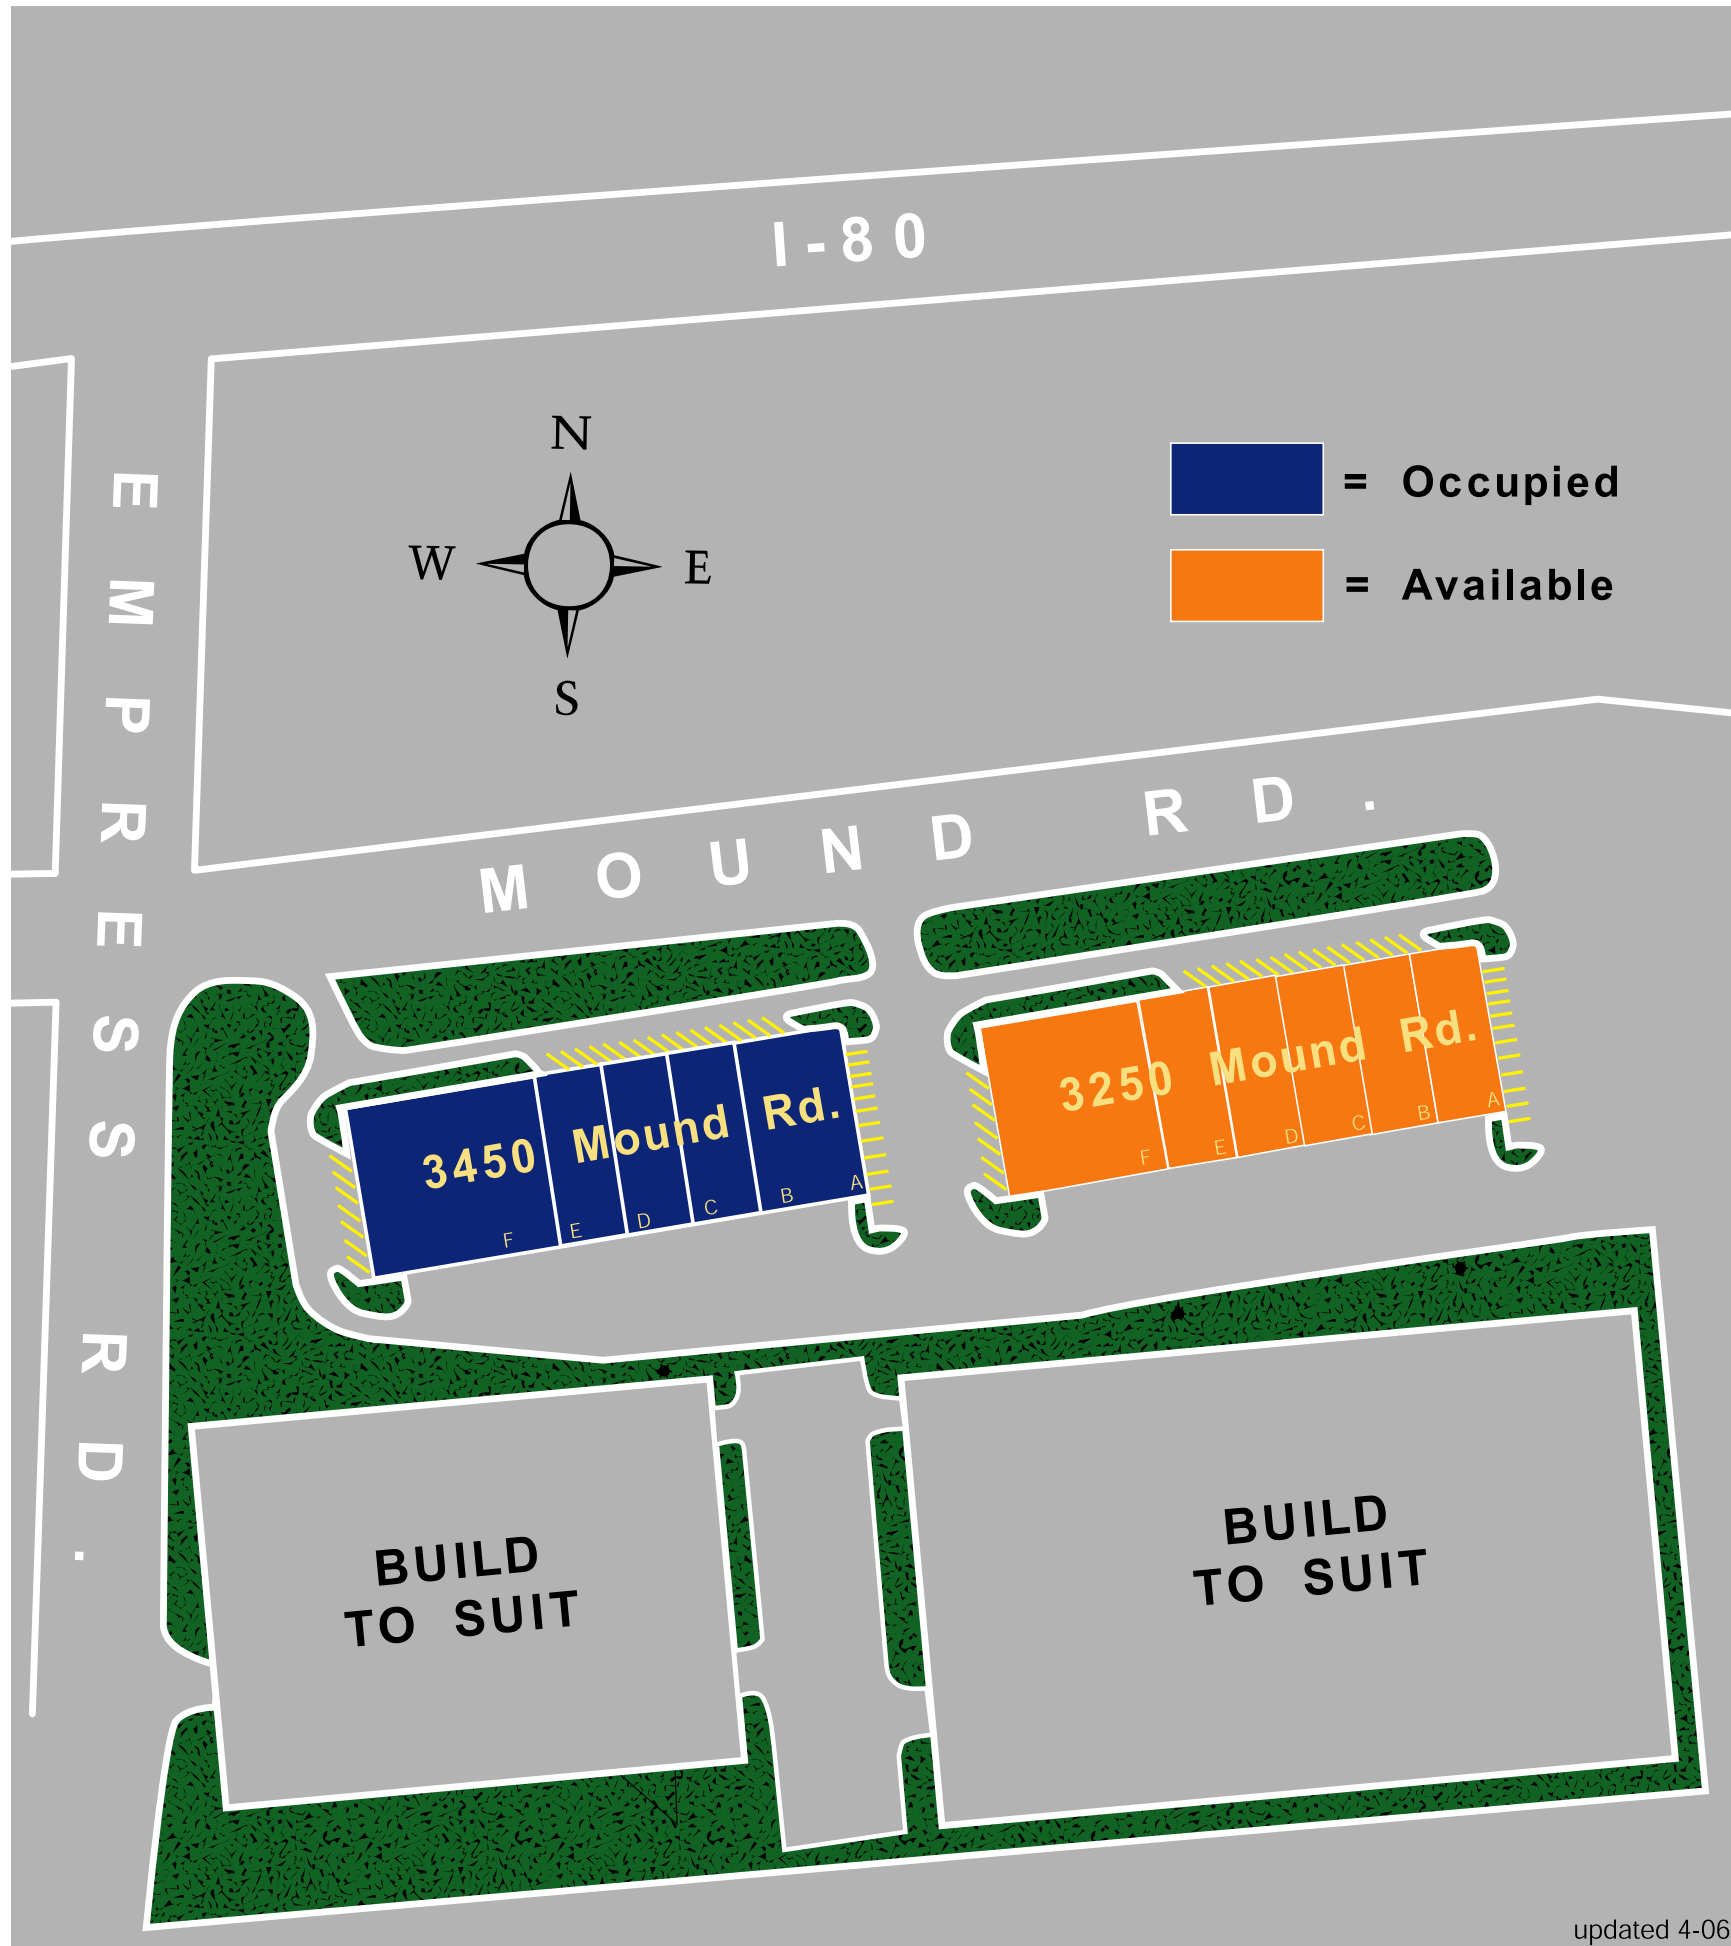 I-80
N
W E
S
= Occupied
= Available
EMPRESS RD.
MOUND RD.
3450 Mound Rd.
F E D C B A
3250 Mound Rd.
F E D C B A
BUILD
TO SUIT
BUILD
TO SUIT
updated 4-06